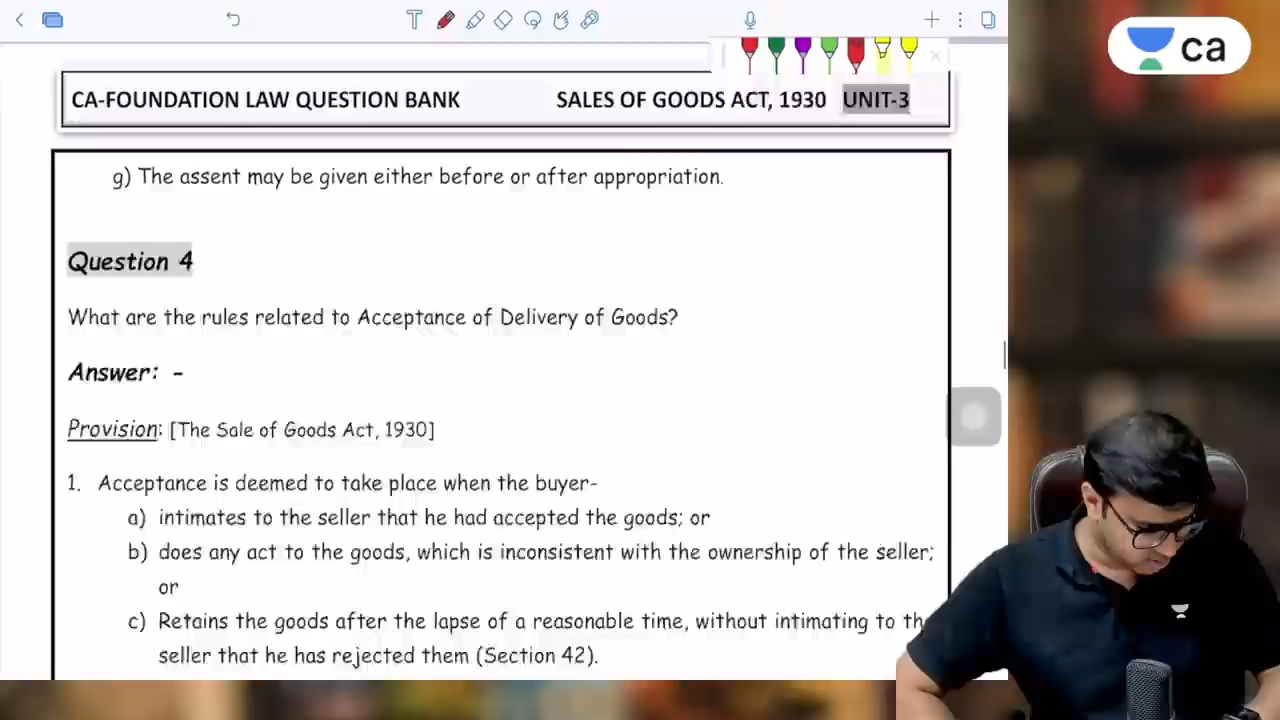 ca
CA-FOUNDATION LAW QUESTION BANK SALES OF GOODS ACT, 1930 UNIT-3
g) The assent may be given either before or after appropriation.
Question 4
What are the rules related to Acceptance of Delivery of Goods?
Answer: -
Provision: [The Sale of Goods Act, 1930]
1. Acceptance is deemed to take place when the buyer-
a) intimates to the seller that he had accepted the goods; or
b) does any act to the goods, which is inconsistent with the ownership of the seller;
or
c) Retains the goods after the lapse of a reasonable time, without intimating to the
seller that he has rejected them (Section 42).